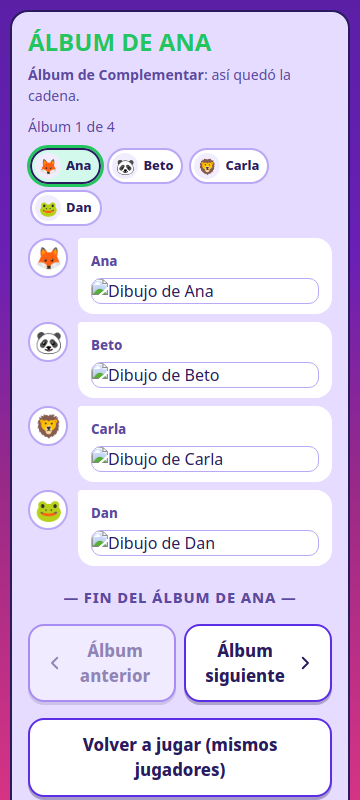 ÁLBUM DE ANA
Álbum de Complementar: así quedó la
cadena.
Álbum 1 de 4
Ana
Beto
Carla
Dan
Ana
Dibujo de Ana
Beto
Dibujo de Beto
Carla
Dibujo de Carla
Dan
Dibujo de Dan
— FIN DEL ÁLBUM DE ANA —
Álbum
anterior
Álbum
siguiente
Volver a jugar (mismos
jugadores)